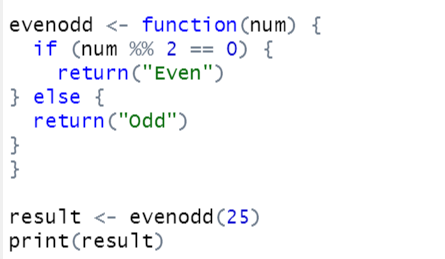 evenodd <- function(num) {
  if (num %% 2 == 0) {
    return("Even")
} else {
  return("Odd")
}
}

result <- evenodd(25)
print(result)